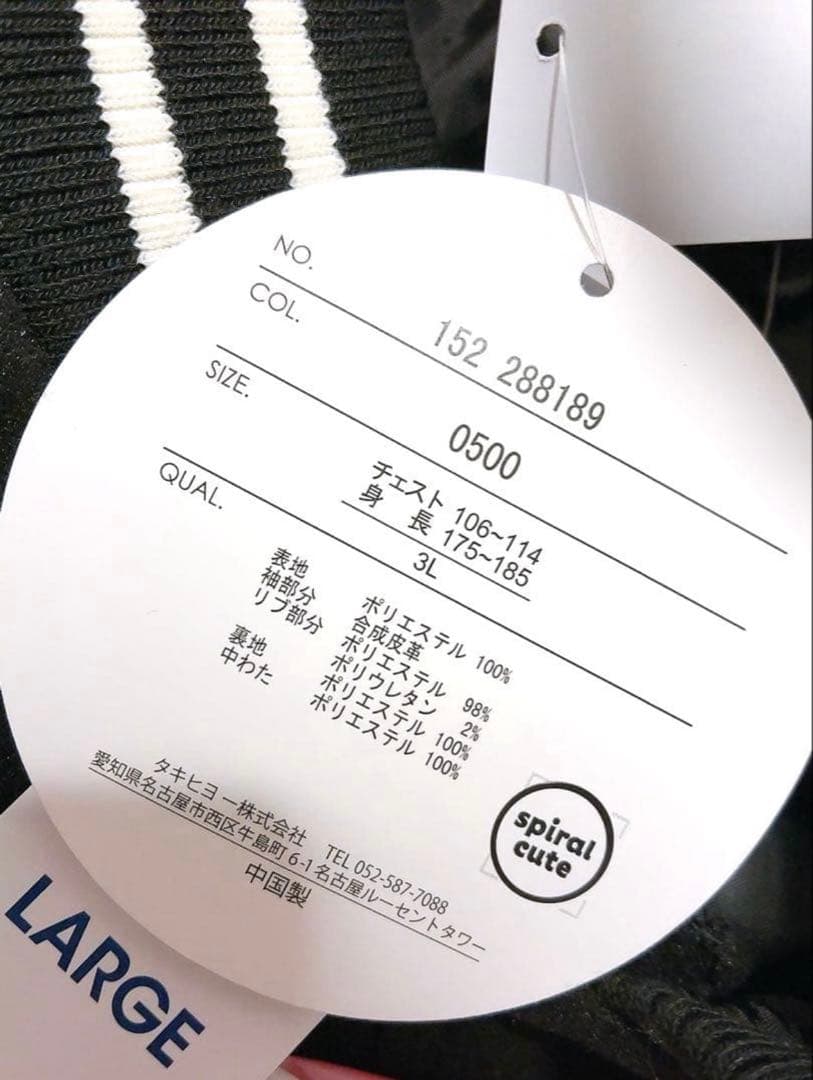 NO.
152 288189
COL.
0500
SIZE.
チェスト 106~114
身 長 175~185
3L
QUAL.
表地 ポリエステル 100%
袖部分 合成皮革
リブ部分 ポリエステル 98%
ポリウレタン 2%
裏地 ポリエステル 100%
中わた ポリエステル 100%
タキヒヨー株式会社 TEL 052-587-7088
愛知県名古屋市西区牛島町 6-1 名古屋ルーセントタワー
中国製
spiral
cute
LARGE